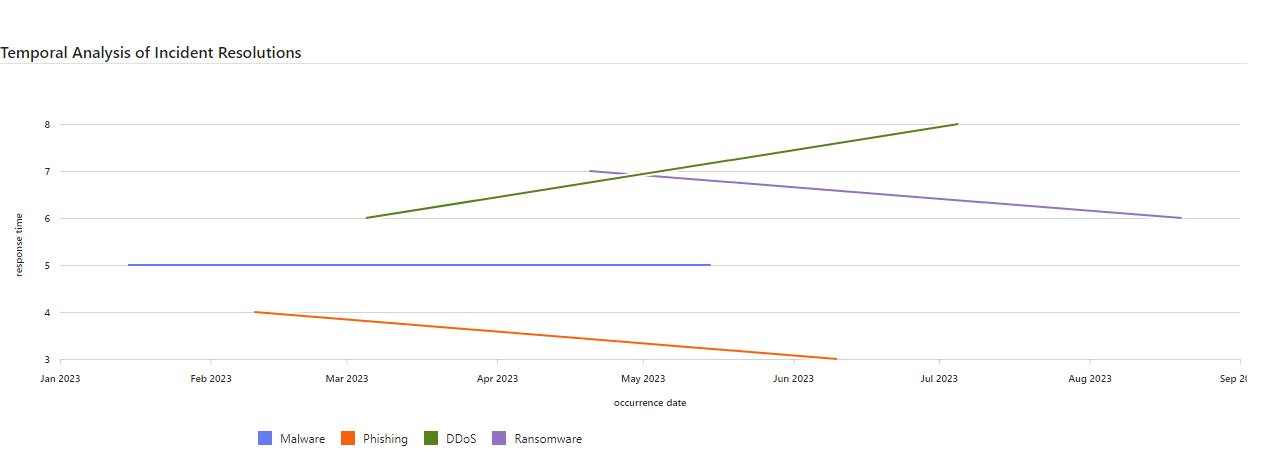 Temporal Analysis of Incident Resolutions
8
7
6
5
4
3
response time
Jan 2023 Feb 2023 Mar 2023 Apr 2023 May 2023 Jun 2023 Jul 2023 Aug 2023 Sep
occurrence date
Malware Phishing DDoS Ransomware